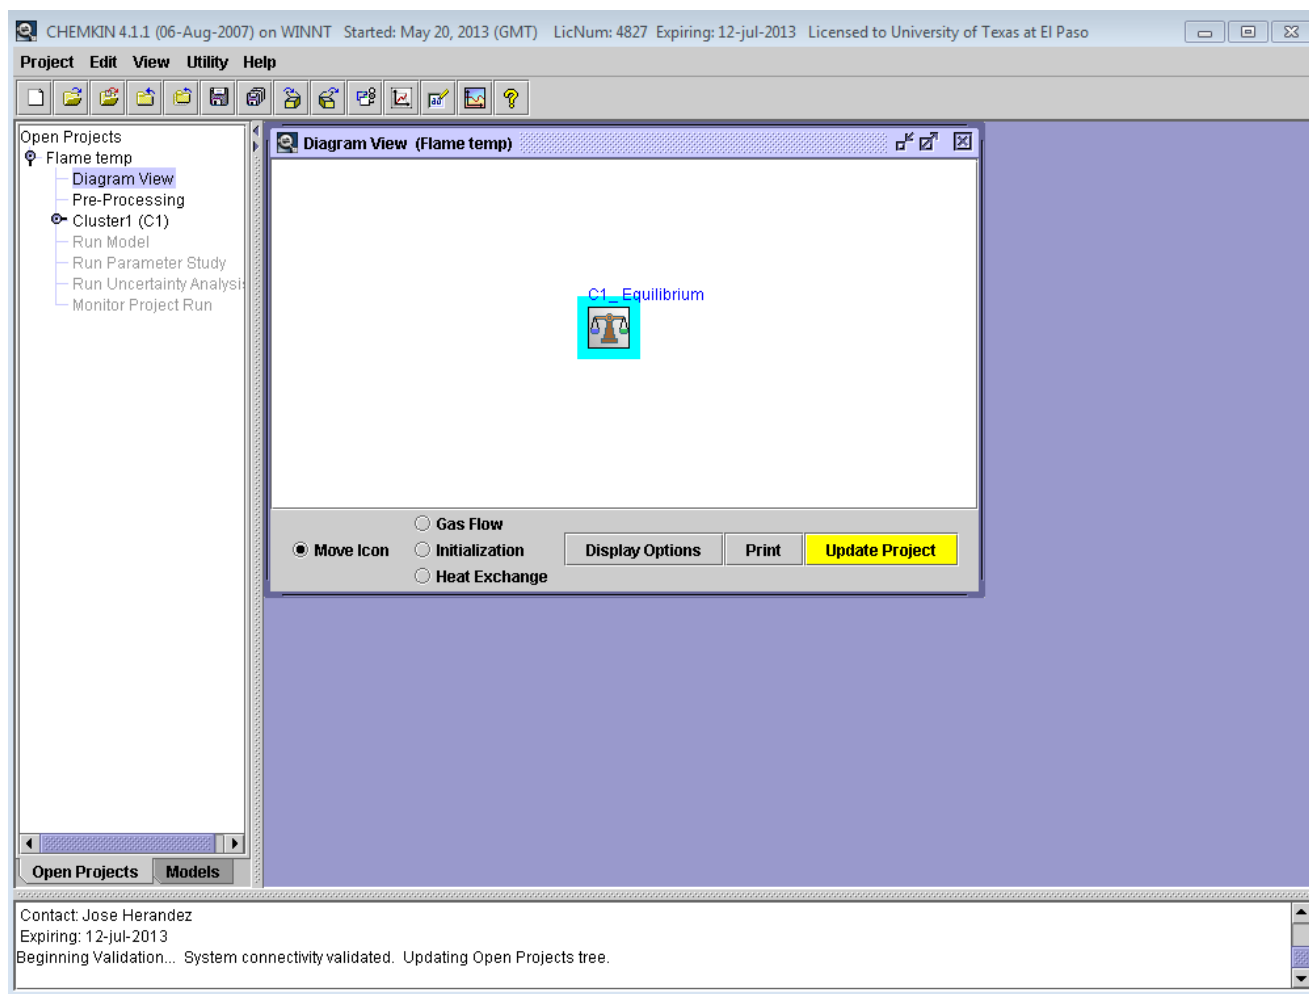 CHEMKIN 4.1.1 (06-Aug-2007) on WINNT Started: May 20, 2013 (GMT) LicNum: 4827 Expiring: 12-jul-2013 Licensed to University of Texas at El Paso
Project Edit View Utility Help
Open Projects
Flame temp
Diagram View
Pre-Processing
Cluster1 (C1)
Run Model
Run Parameter Study
Run Uncertainty Analysi
Monitor Project Run
Diagram View (Flame temp)
C1_ Equilibrium
Move Icon
Gas Flow
Initialization
Heat Exchange
Display Options
Print
Update Project
Open Projects Models
Contact: Jose Herandez
Expiring: 12-jul-2013
Beginning Validation... System connectivity validated. Updating Open Projects tree.